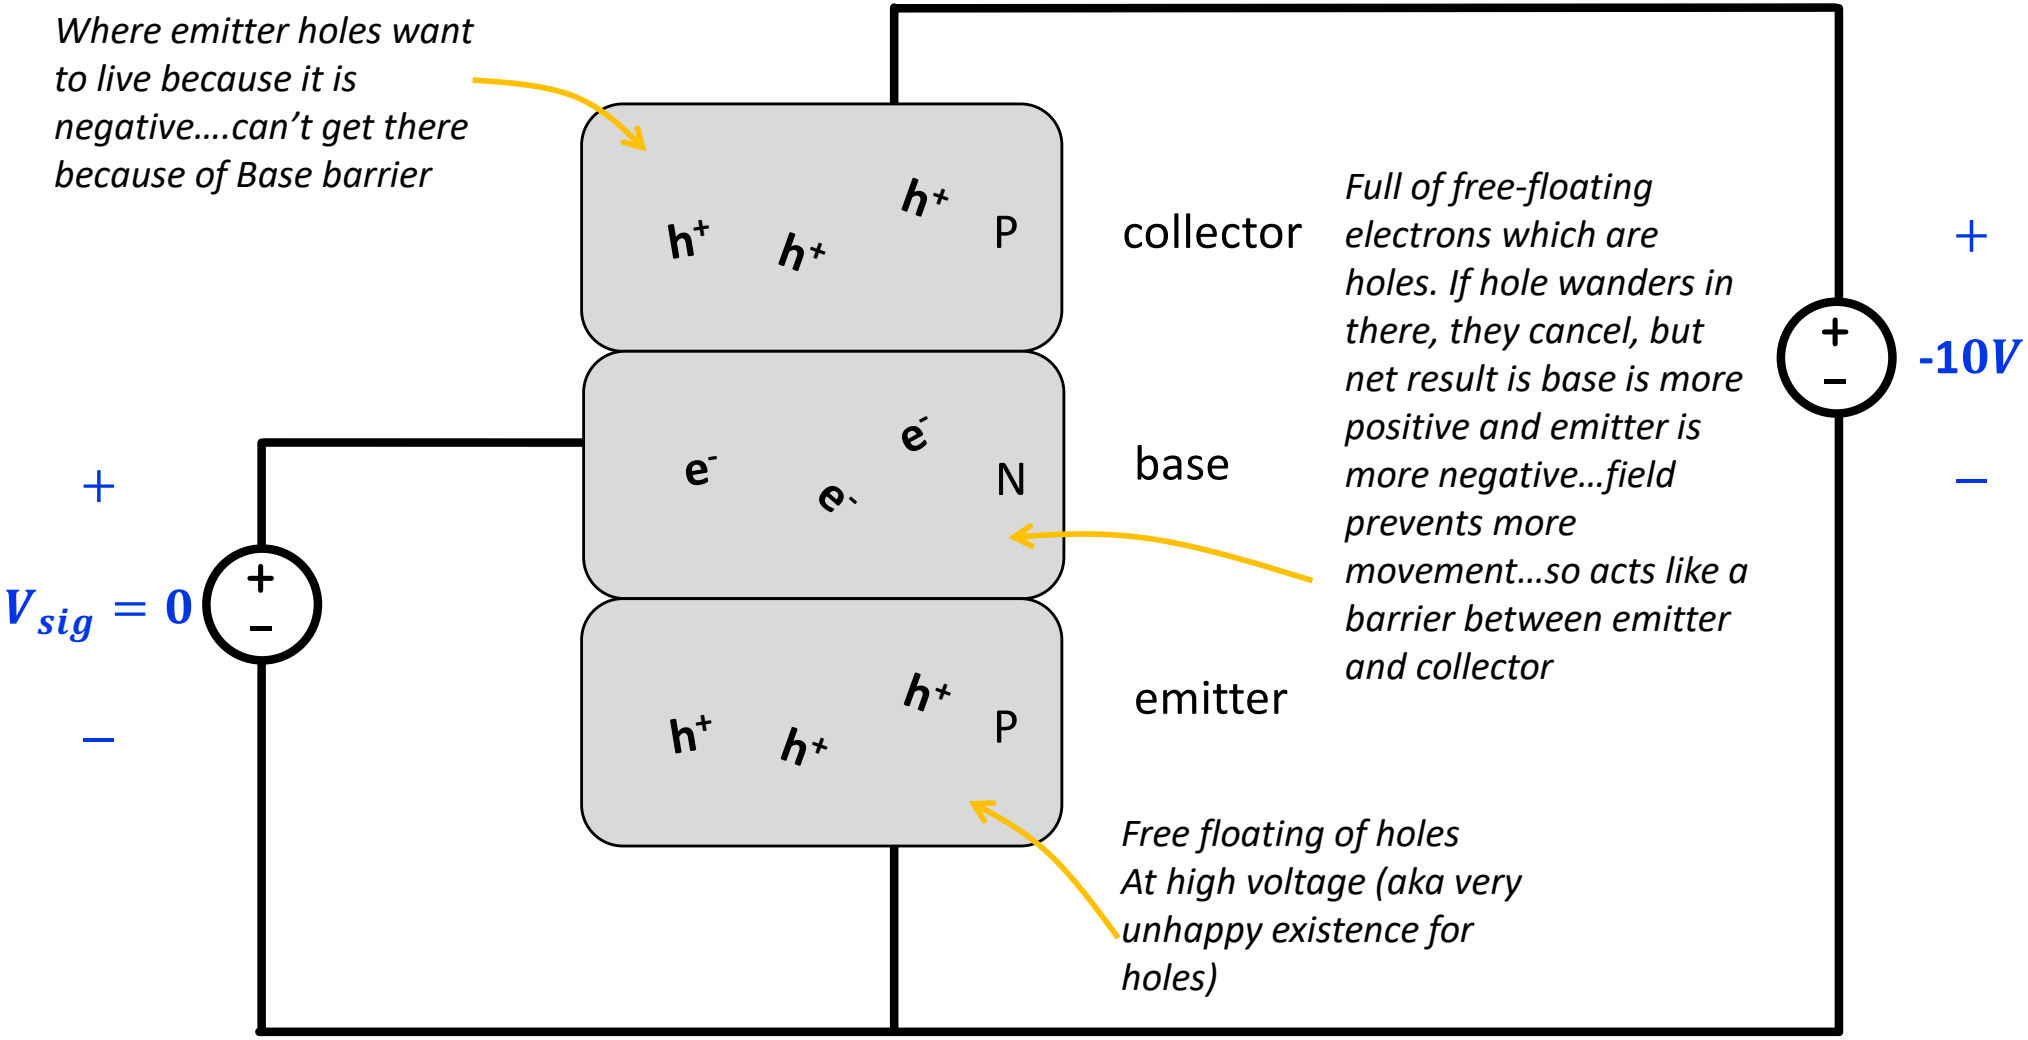 Where emitter holes want
to live because it is
negative….can’t get there
because of Base barrier
h⁺
h⁺
h⁺
P
collector
Full of free-floating
electrons which are
holes. If hole wanders in
there, they cancel, but
net result is base is more
positive and emitter is
more negative…field
prevents more
movement…so acts like a
barrier between emitter
and collector
+
+
−
-10V
−
e⁻
e⁻
e⁻
N
base
+
+
−
V_sig = 0
−
h⁺
h⁺
h⁺
P
emitter
Free floating of holes
At high voltage (aka very
unhappy existence for
holes)